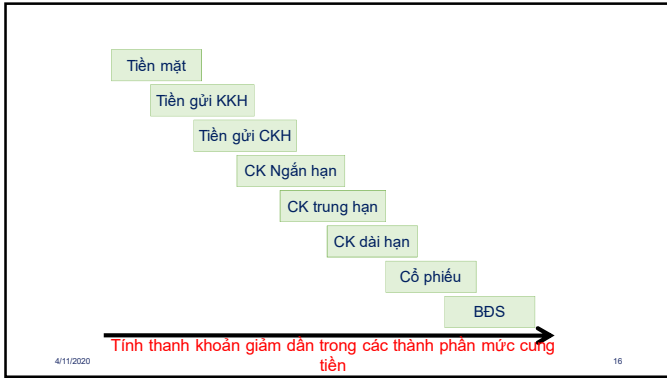 Tiền mặt
Tiền gửi KKH
Tiền gửi CKH
CK Ngắn hạn
CK trung hạn
CK dài hạn
Cổ phiếu
BĐS
Tính thanh khoản giảm dần trong các thành phần mức cung
tiền
4/11/2020
16